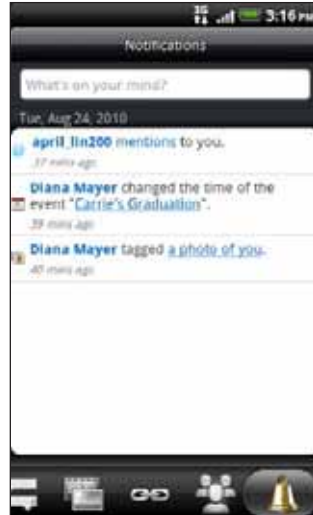 3G 3:16 PM
Notifications
What's on your mind?
Tue, Aug 24, 2010
april_lin200 mentions to you.
37 mins ago
Diana Mayer changed the time of the
event "Carrie's Graduation".
39 mins ago
Diana Mayer tagged a photo of you.
40 mins ago